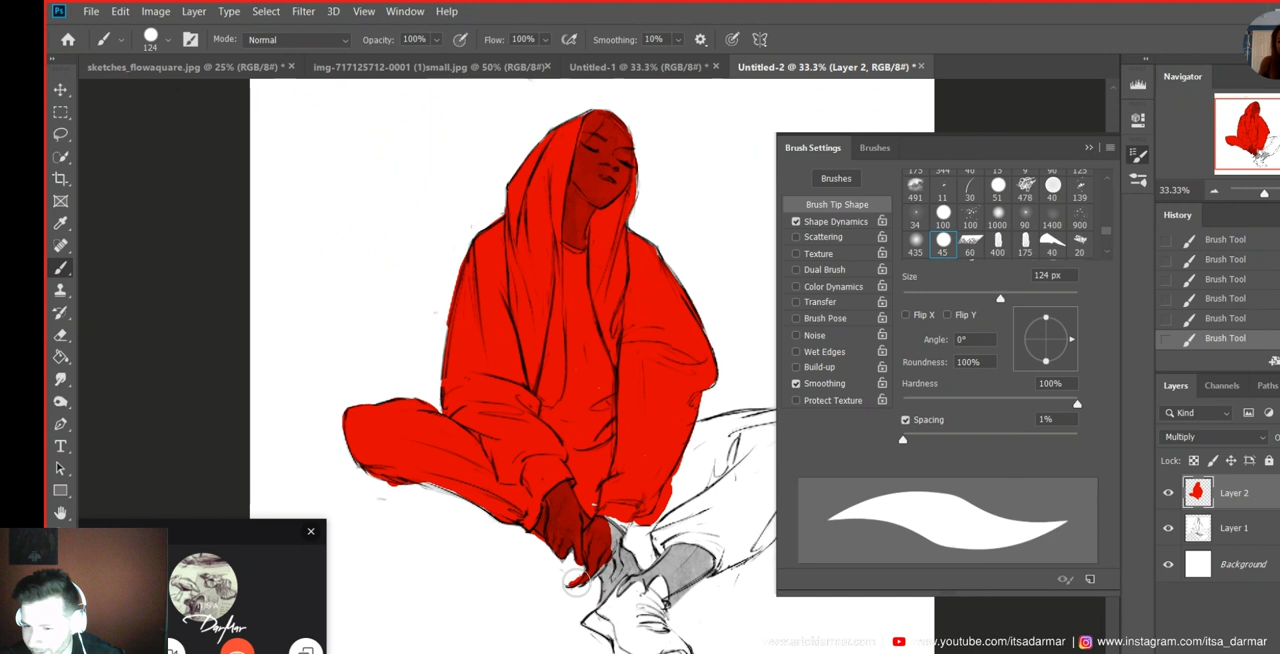 Ps File Edit Image Layer Type Select Filter 3D View Window Help
124 Mode: Normal Opacity: 100% Flow: 100% Smoothing: 10%
sketches_flowaquare.jpg @ 25% (RGB/8#) * × img-717125712-0001 (1)small.jpg @ 50% (RGB/8#) × Untitled-1 @ 33.3% (RGB/8#) * × Untitled-2 @ 33.3% (Layer 2, RGB/8#) * ×
Navigator
33.33%
Brush Settings Brushes
Brushes
Brush Tip Shape
Shape Dynamics
Scattering
Texture
Dual Brush
Color Dynamics
Transfer
Brush Pose
Noise
Wet Edges
Build-up
Smoothing
Protect Texture
491 11 30 51 478 40 139
34 100 100 1000 90 1400 900
435 45 60 400 175 40 20
Size 124 px
Flip X Flip Y
Angle: 0°
Roundness: 100%
Hardness 100%
Spacing 1%
History
Brush Tool
Brush Tool
Brush Tool
Brush Tool
Brush Tool
Brush Tool
Layers Channels Paths
Kind
Multiply
Lock:
Layer 2
Layer 1
Background
DarMar
www.youtube.com/itsadarmar | www.instagram.com/itsa_darmar